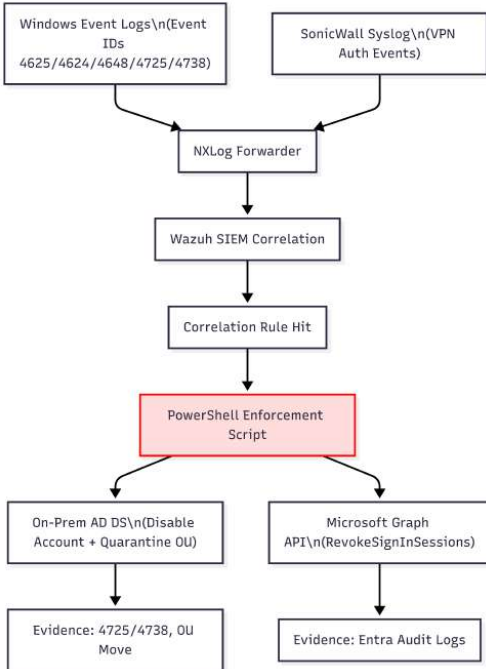 Windows Event Logs\n(Event
IDs
4625/4624/4648/4725/4738)
SonicWall Syslog\n(VPN
Auth Events)
NXLog Forwarder
Wazuh SIEM Correlation
Correlation Rule Hit
PowerShell Enforcement
Script
On-Prem AD DS\n(Disable
Account + Quarantine OU)
Microsoft Graph
API\n(RevokeSignInSessions)
Evidence: 4725/4738, OU
Move
Evidence: Entra Audit Logs